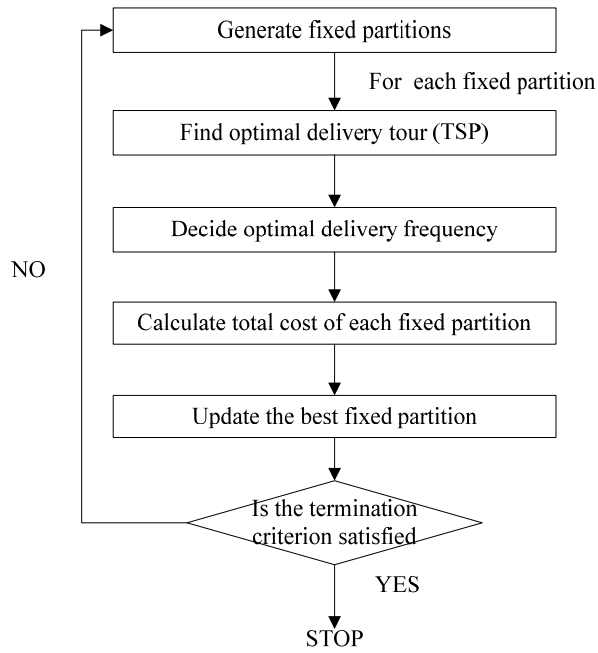 Generate fixed partitions
For each fixed partition
Find optimal delivery tour (TSP)
Decide optimal delivery frequency
NO
Calculate total cost of each fixed partition
Update the best fixed partition
Is the termination
criterion satisfied
YES
STOP